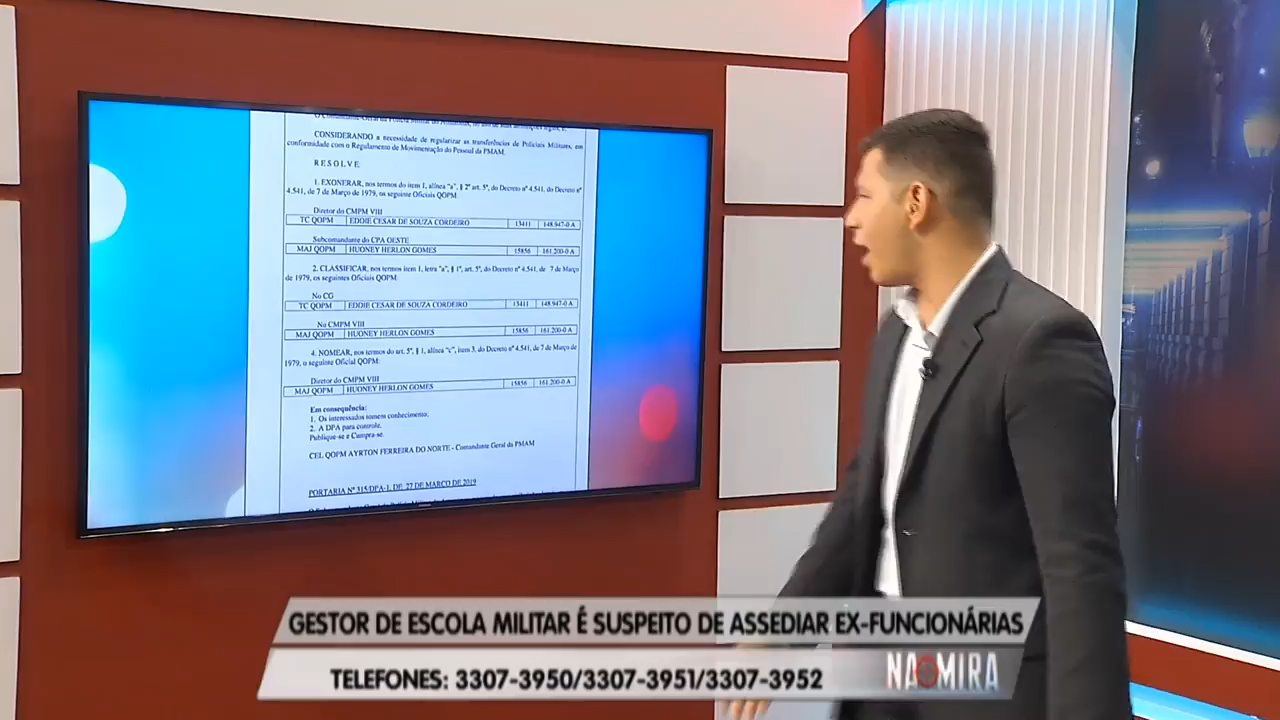 CONSIDERANDO a necessidade de regularizar as transferências de Policiais Militares, em
conformidade com o Regulamento de Movimentação do Pessoal da PMAM.
R E S O L V E
1. EXONERAR, nos termos do item 1, alínea "a", § 2º art. 5º, do Decreto nº 4.541, do Decreto nº
4.541, de 7 de Março de 1979, os seguinte Oficiais QOPM:
Diretor do CMPM VIII
TC QOPM EDDIE CESAR DE SOUZA CORDEIRO 13411 148.947-0 A
Subcomandante do CPA OESTE
MAJ QOPM HUONEY HERLON GOMES 15856 161.200-0 A
2. CLASSIFICAR, nos termos item 1, letra "a", § 1º, art. 5º, do Decreto nº 4.541, de 7 de Março
de 1979, os seguintes Oficiais QOPM:
No CG
TC QOPM EDDIE CESAR DE SOUZA CORDEIRO 13411 148.947-0 A
No CMPM VIII
MAJ QOPM HUONEY HERLON GOMES 15856 161.200-0 A
4. NOMEAR, nos termos do art. 5º, § 1, alínea "c", item 3, do Decreto nº 4.541, de 7 de Março de
1979, o seguinte Oficial QOPM:
Diretor do CMPM VIII
MAJ QOPM HUONEY HERLON GOMES 15856 161.200-0 A
Em consequência:
1. Os interessados tomem conhecimento;
2. A DPA para controle.
Publique-se e Cumpra-se.
CEL QOPM AYRTON FERREIRA DO NORTE - Comandante Geral da PMAM
PORTARIA Nº 315/DPA-1, DE 27 DE MARÇO DE 2019
GESTOR DE ESCOLA MILITAR É SUSPEITO DE ASSEDIAR EX-FUNCIONÁRIAS
TELEFONES: 3307-3950/3307-3951/3307-3952
NA MIRA